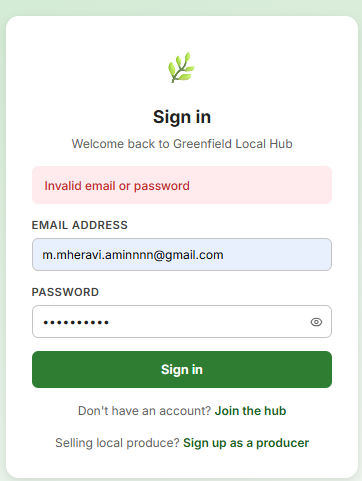 Sign in
Welcome back to Greenfield Local Hub
Invalid email or password
EMAIL ADDRESS
m.mheravi.aminnnn@gmail.com
PASSWORD
••••••••••
Sign in
Don't have an account? Join the hub
Selling local produce? Sign up as a producer